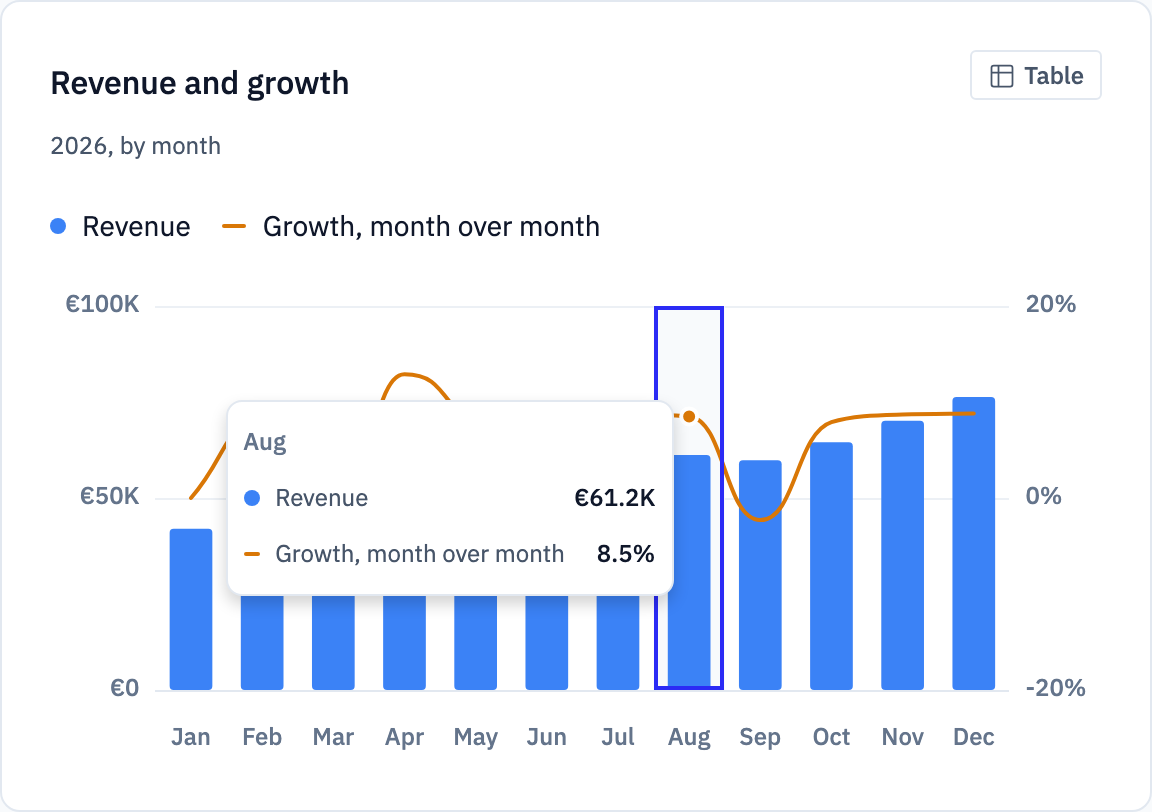 Revenue and growth
Table
2026, by month
Revenue
Growth, month over month
€100K
20%
Aug
Revenue €61.2K
€50K
0%
Growth, month over month 8.5%
€0
-20%
Jan Feb Mar Apr May Jun Jul Aug Sep Oct Nov Dec